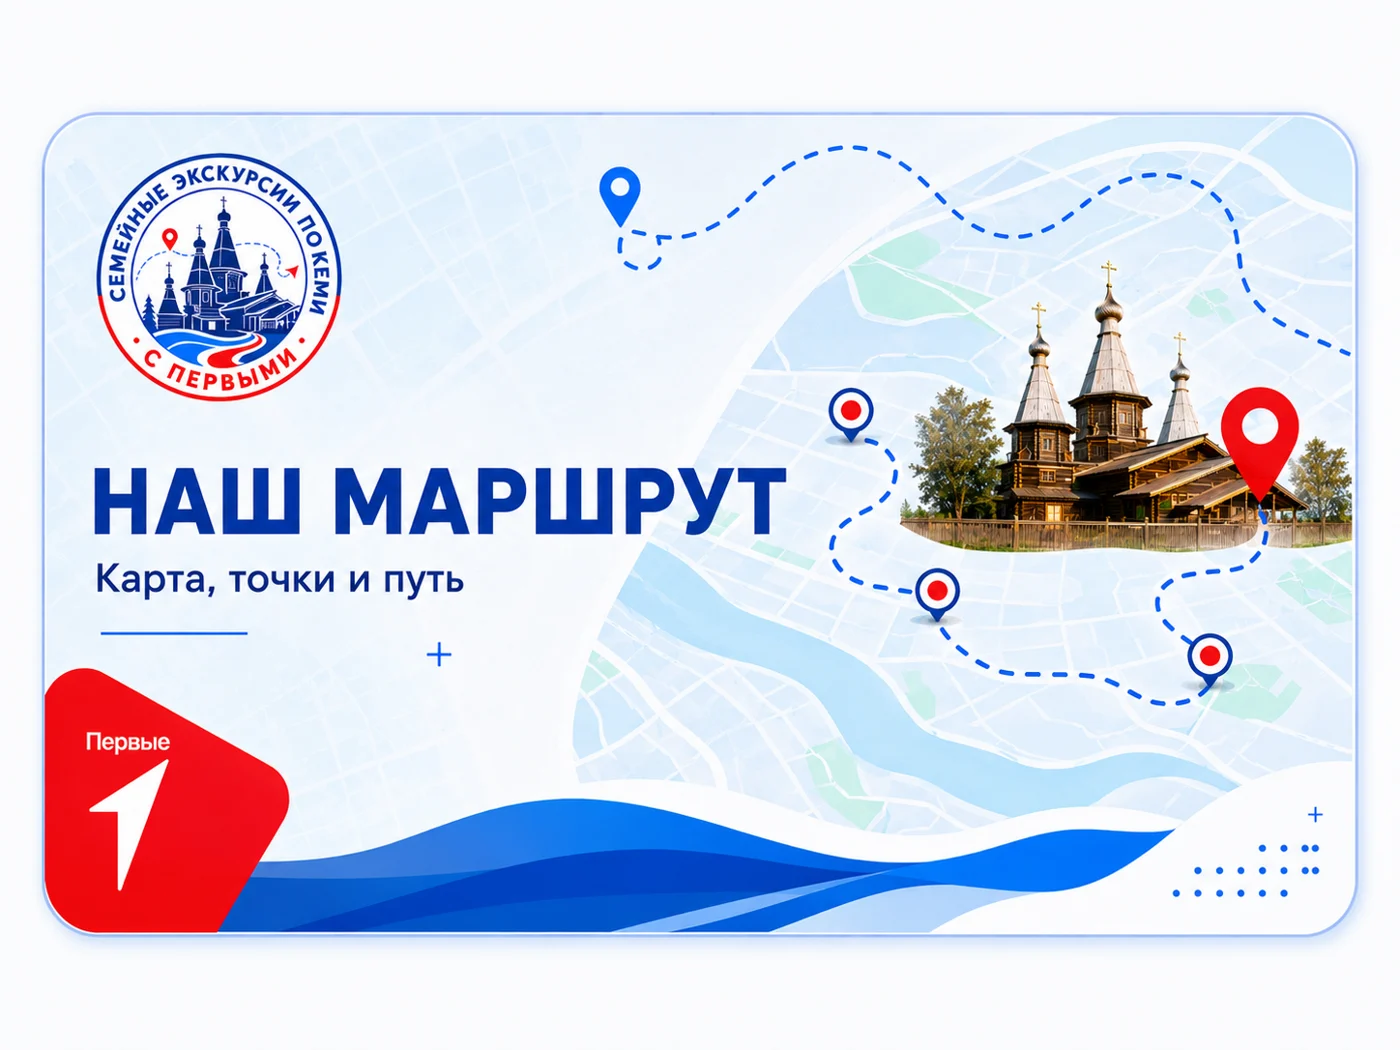 СЕМЕЙНЫЕ ЭКСКУРСИИ ПО КЕМИ
• С ПЕРВЫМИ •
НАШ МАРШРУТ
Карта, точки и путь
Первые